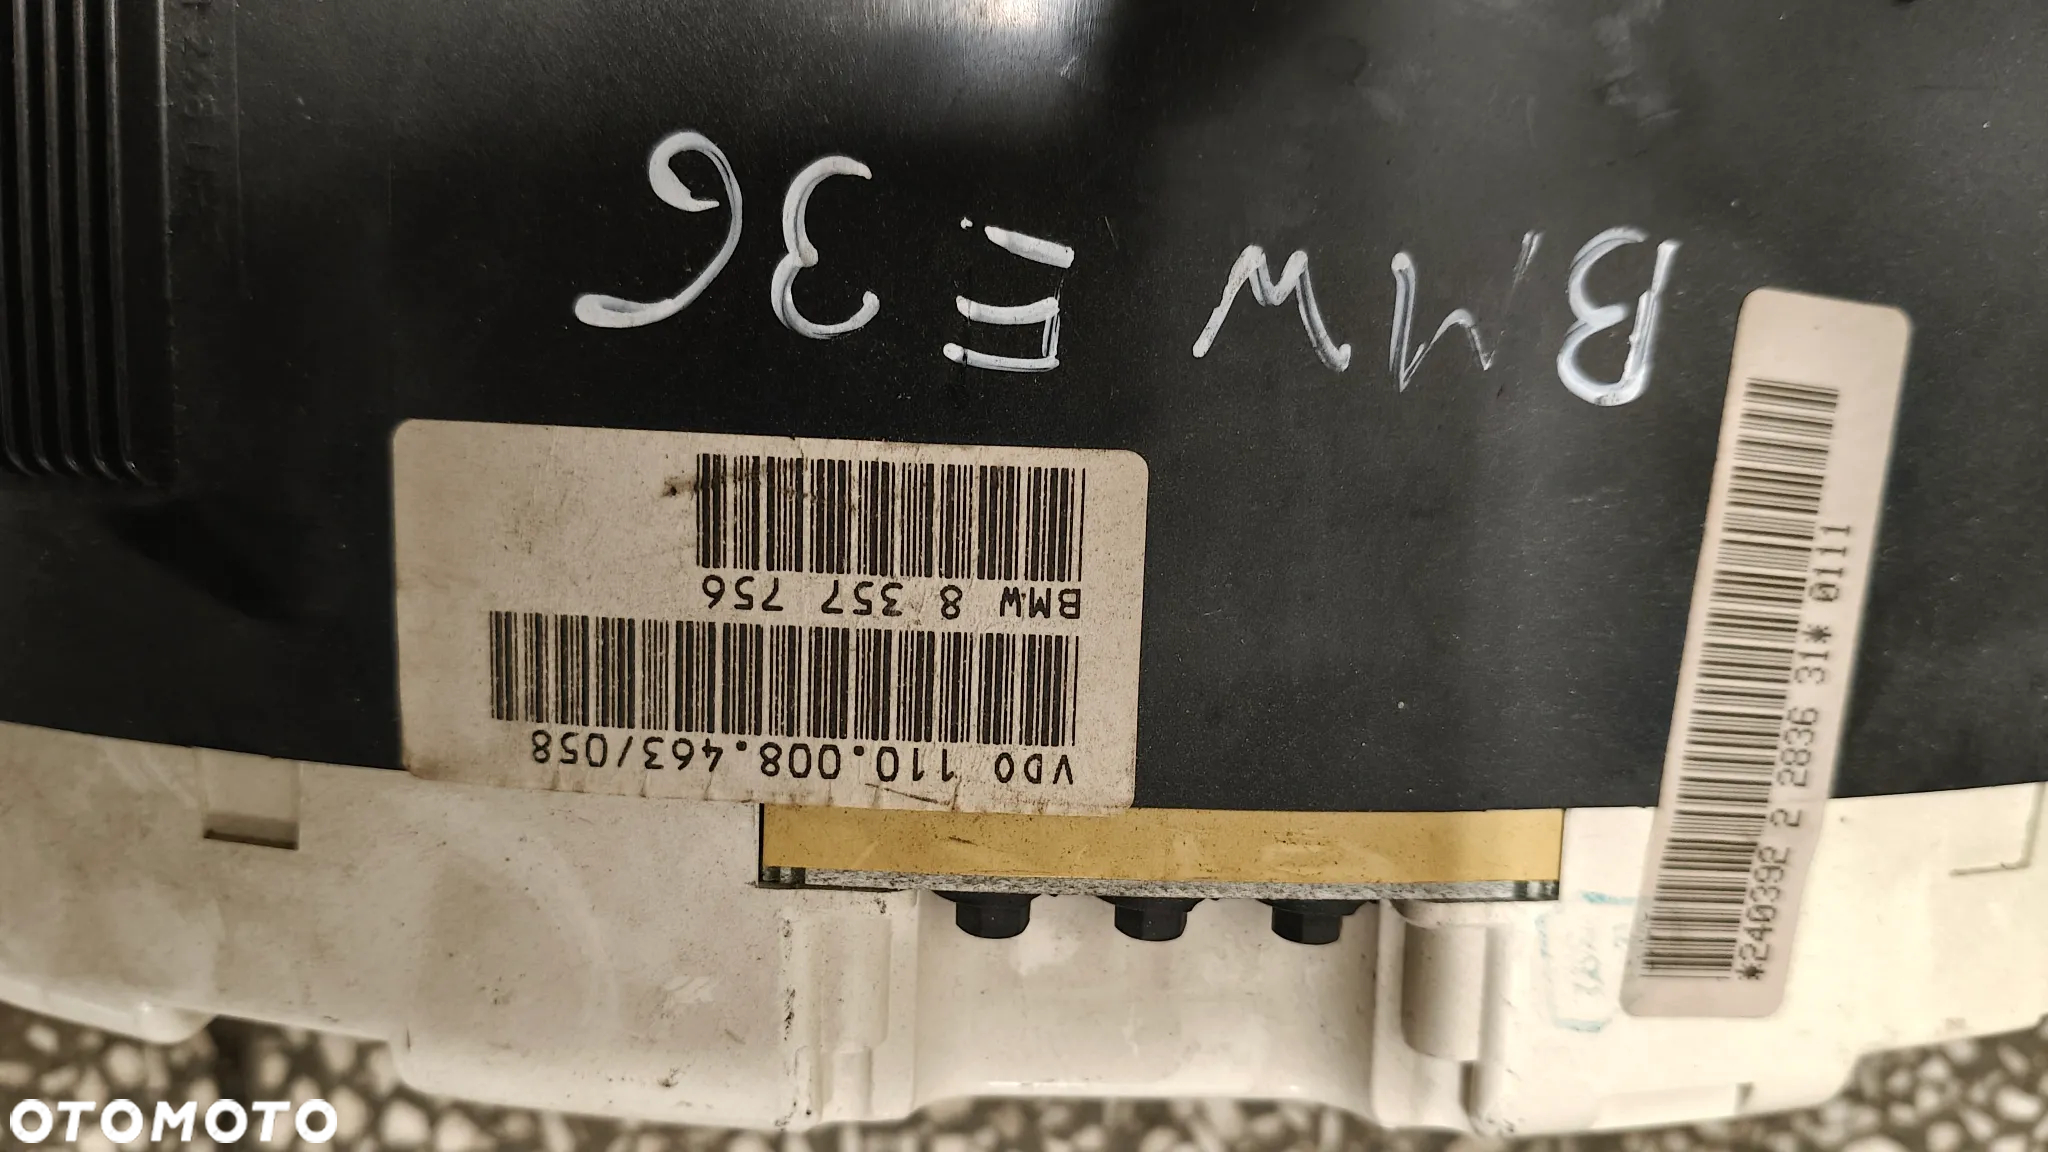 BMW E36
BMW 8 357 756
VDO 110.008.463/058
*240392 2 2836 31* 0111
OTOMOTO